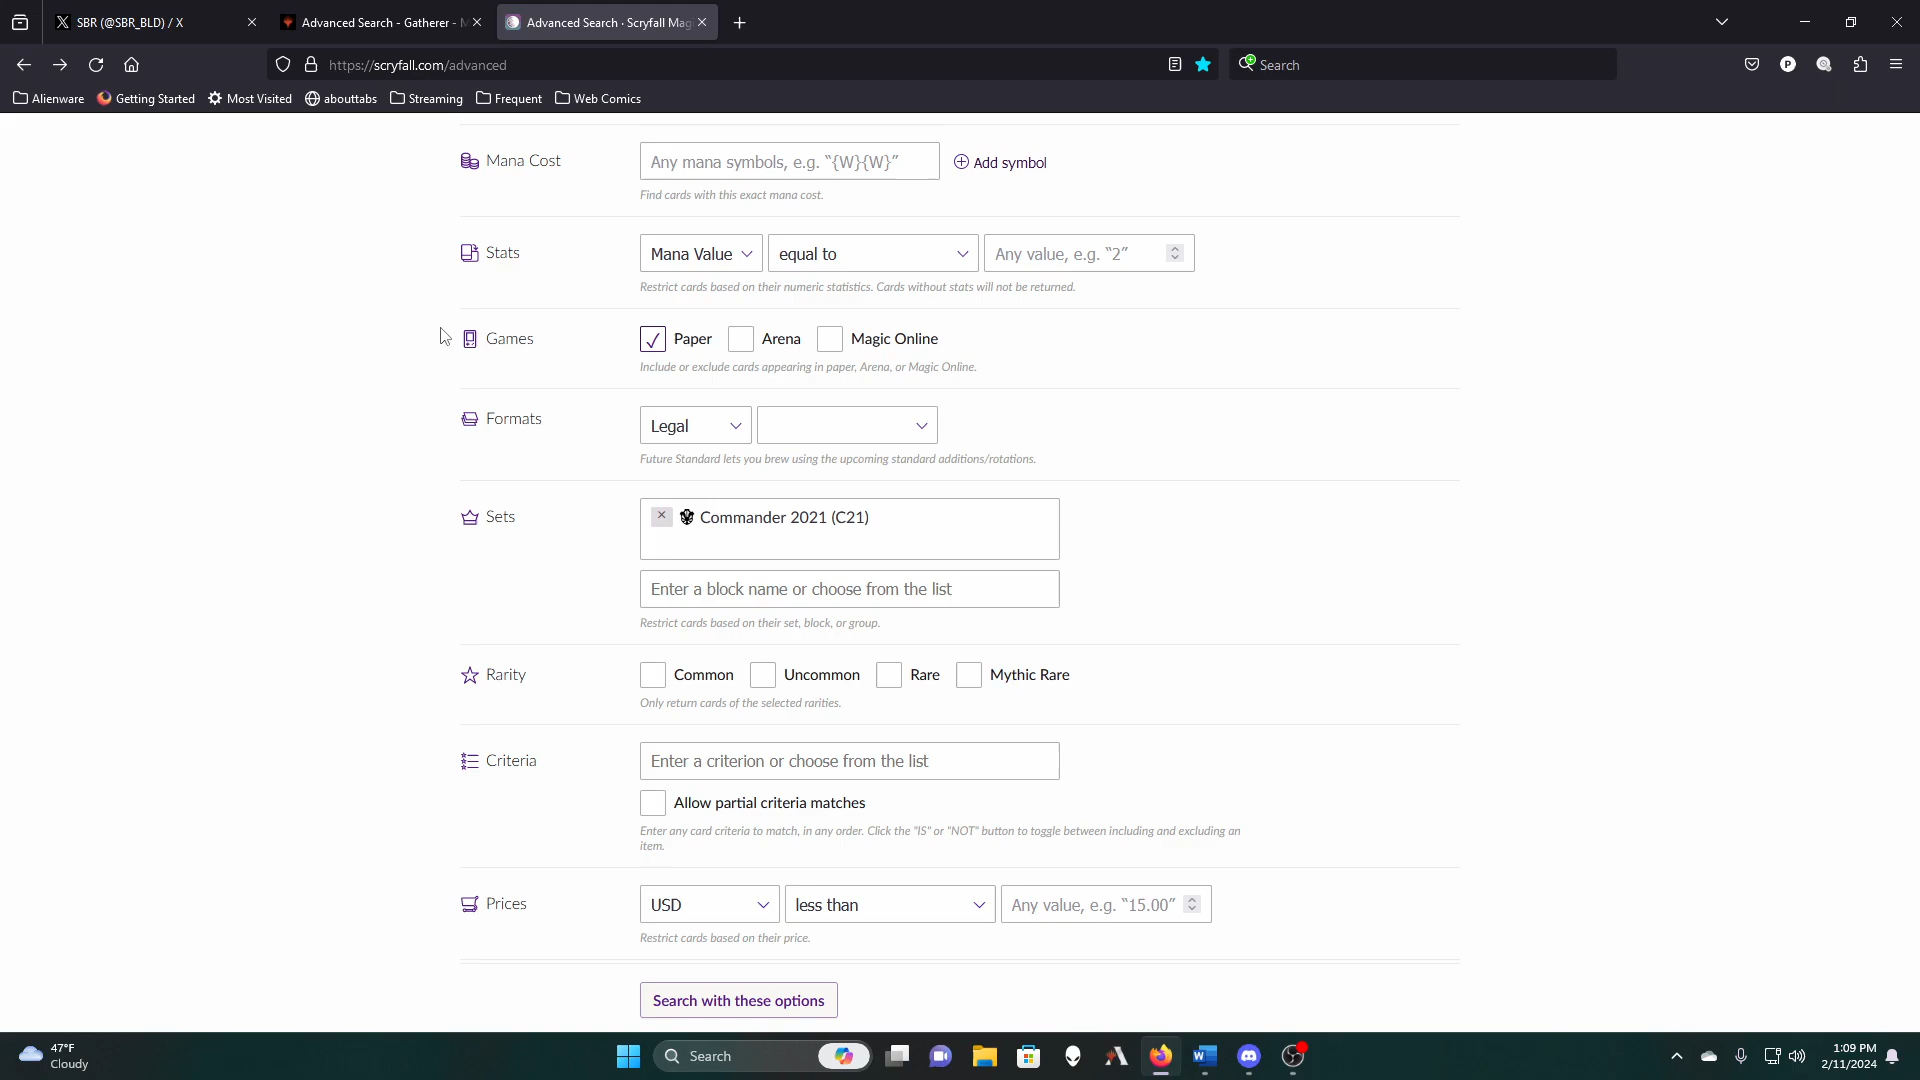 SBR (@SBR_BLD) / X
Advanced Search - Gatherer - M
Advanced Search · Scryfall Mag
https://scryfall.com/advanced
Search
Alienware
Getting Started
Most Visited
abouttabs
Streaming
Frequent
Web Comics
Mana Cost
Any mana symbols, e.g. “{W}{W}”
Add symbol
Find cards with this exact mana cost.
Stats
Mana Value
equal to
Any value, e.g. “2”
Restrict cards based on their numeric statistics. Cards without stats will not be returned.
Games
Paper
Arena
Magic Online
Include or exclude cards appearing in paper, Arena, or Magic Online.
Formats
Legal
Future Standard lets you brew using the upcoming standard additions/rotations.
Sets
Commander 2021 (C21)
Enter a block name or choose from the list
Restrict cards based on their set, block, or group.
Rarity
Common
Uncommon
Rare
Mythic Rare
Only return cards of the selected rarities.
Criteria
Enter a criterion or choose from the list
Allow partial criteria matches
Enter any card criteria to match, in any order. Click the "IS" or "NOT" button to toggle between including and excluding an
item.
Prices
USD
less than
Any value, e.g. “15.00”
Restrict cards based on their price.
Search with these options
47°F
Cloudy
Search
1:09 PM
2/11/2024